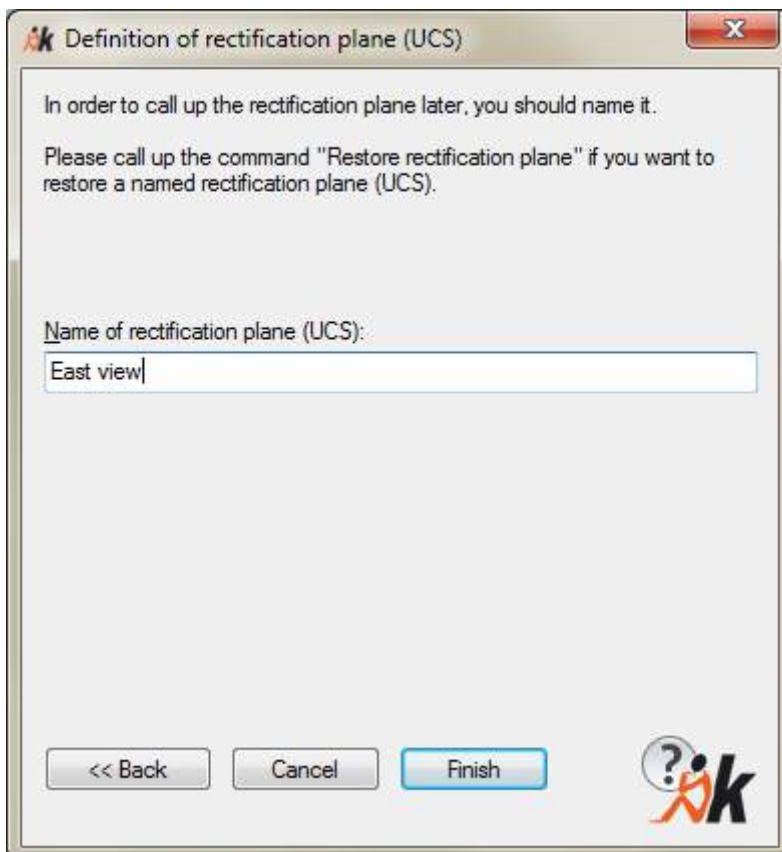 k Definition of rectification plane (UCS)
In order to call up the rectification plane later, you should name it.
Please call up the command "Restore rectification plane" if you want to
restore a named rectification plane (UCS).
Name of rectification plane (UCS):
East view
<< Back Cancel Finish
? k